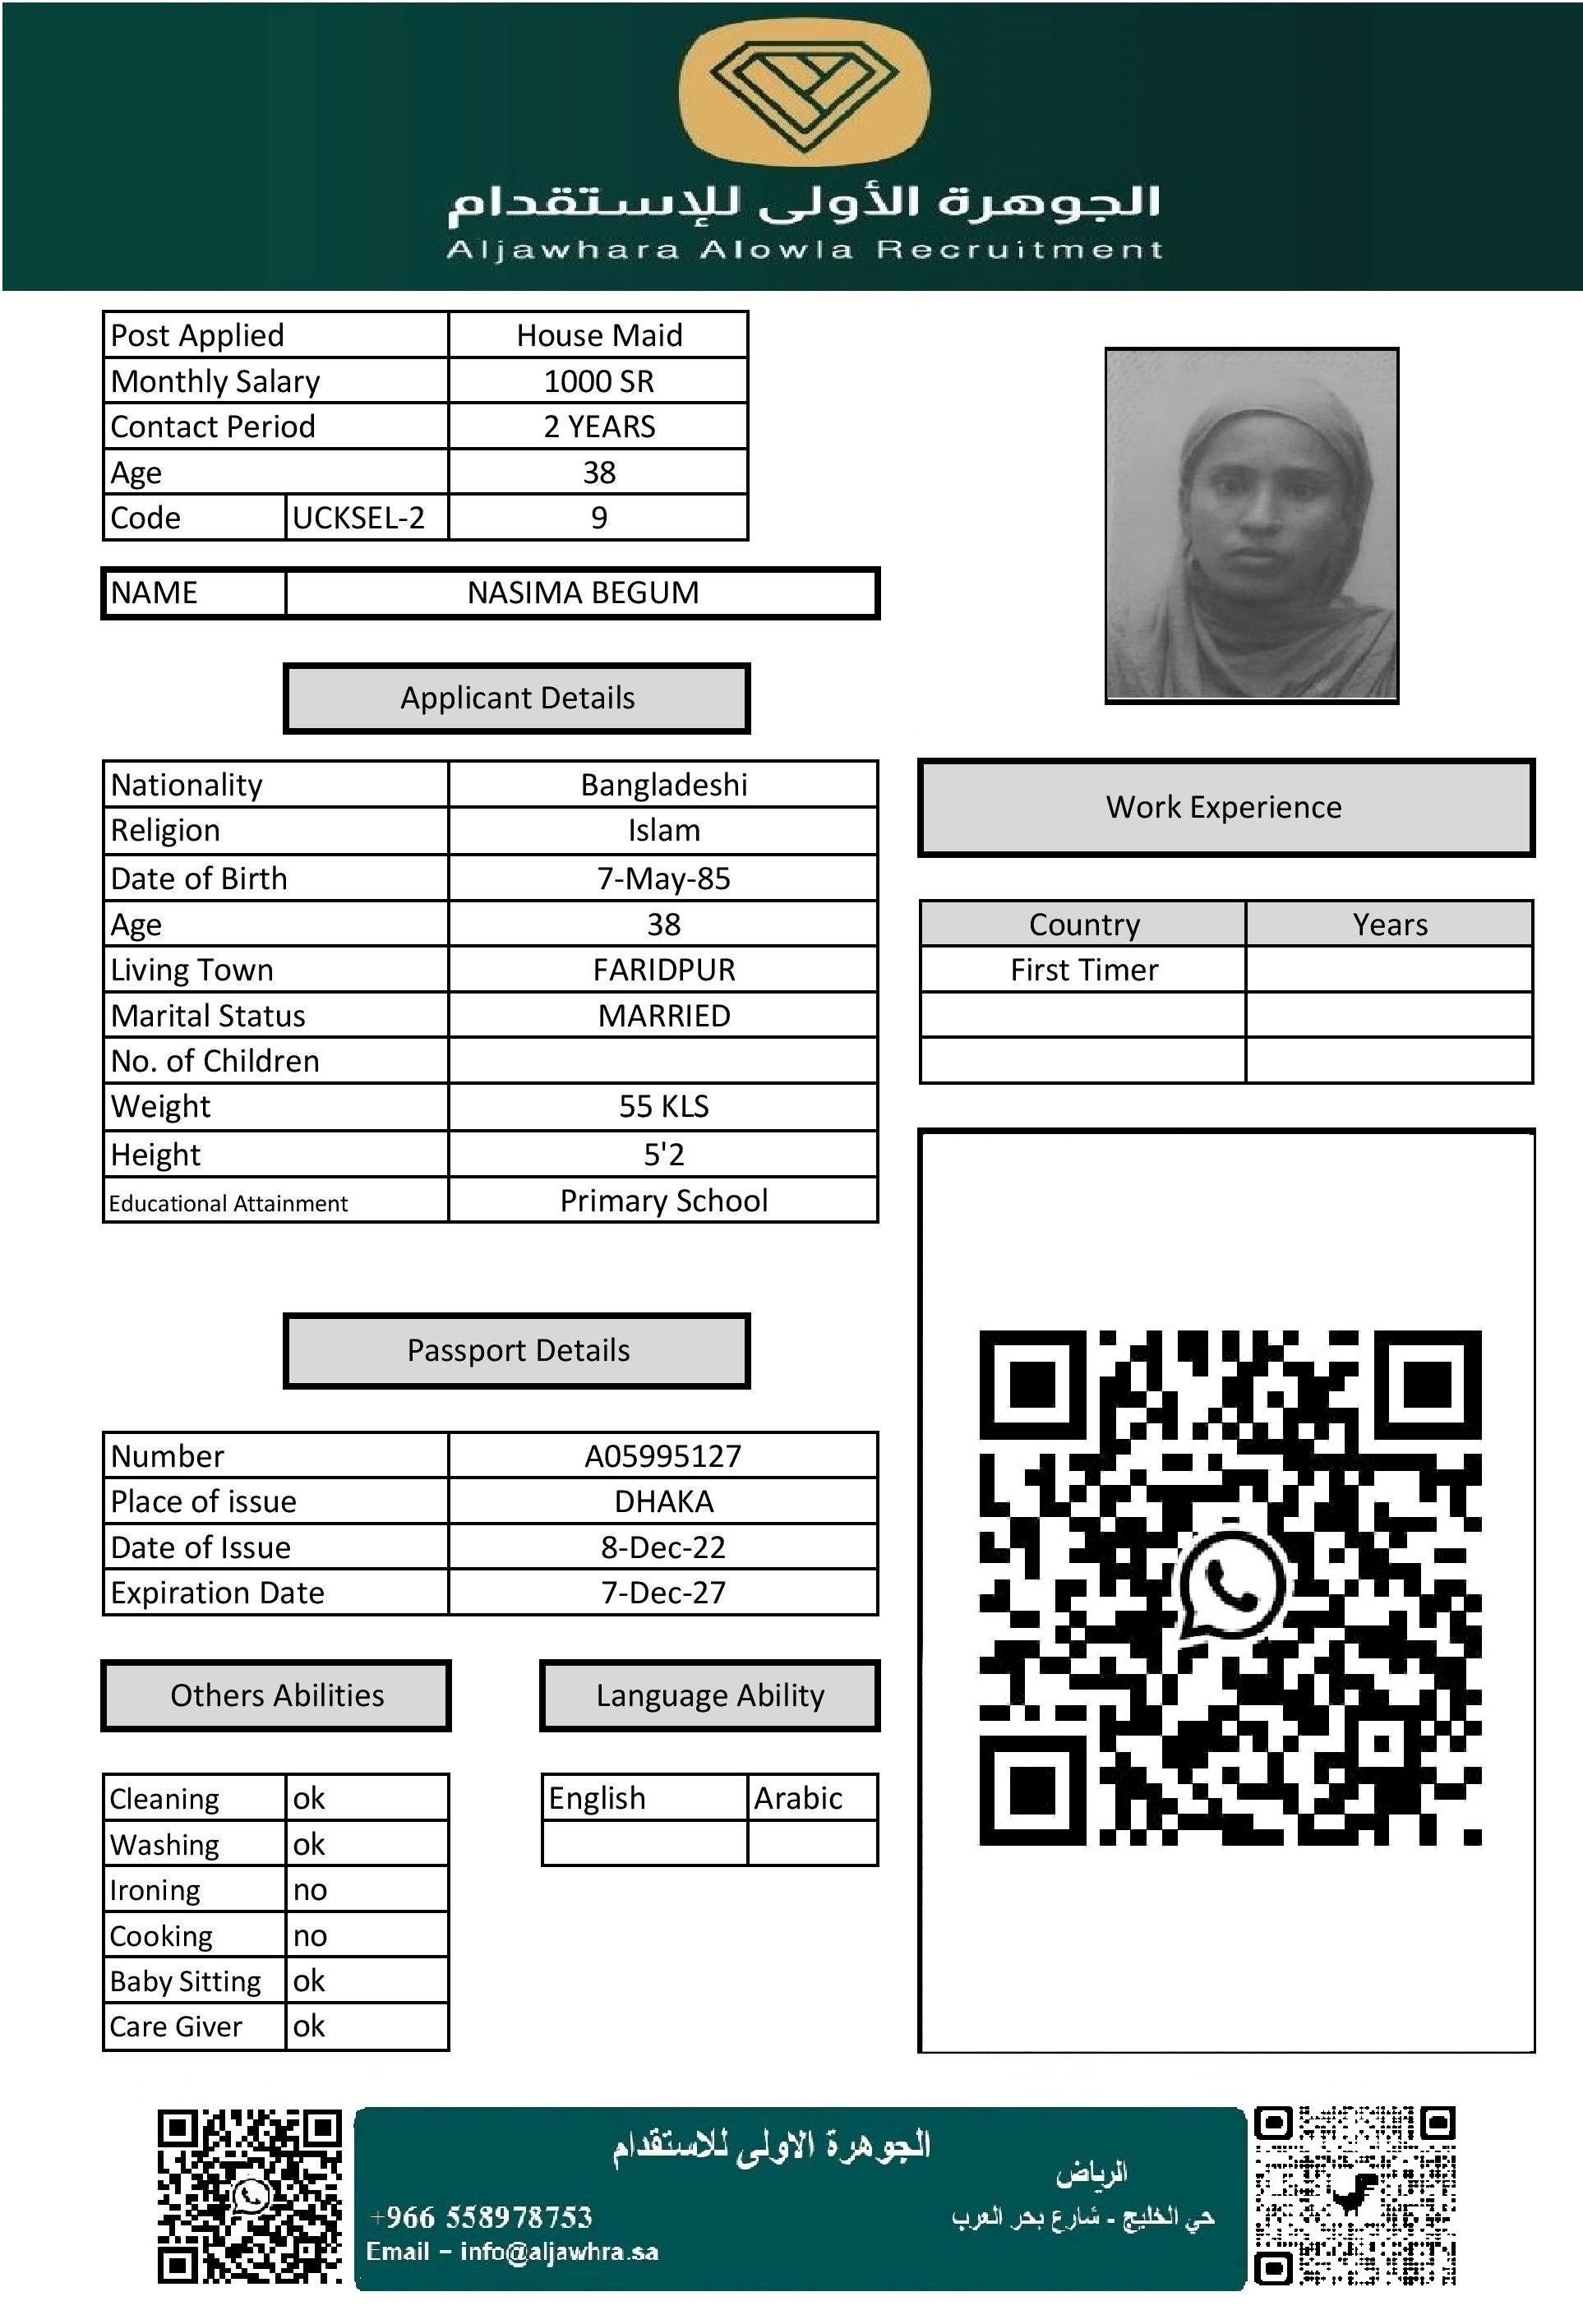 الجوهرة الأولى للإستقدام
Aljawhara Alowla Recruitment
Post Applied House Maid
Monthly Salary 1000 SR
Contact Period 2 YEARS
Age 38
Code UCKSEL-2 9
NAME NASIMA BEGUM
Applicant Details
Nationality Bangladeshi
Religion Islam
Date of Birth 7-May-85
Age 38
Living Town FARIDPUR
Marital Status MARRIED
No. of Children
Weight 55 KLS
Height 5'2
Educational Attainment Primary School
Work Experience
Country Years
First Timer
Passport Details
Number A05995127
Place of issue DHAKA
Date of Issue 8-Dec-22
Expiration Date 7-Dec-27
Others Abilities
Cleaning ok
Washing ok
Ironing no
Cooking no
Baby Sitting ok
Care Giver ok
Language Ability
English Arabic
الجوهرة الاولى للاستقدام
الرياض
حي الخليج - شارع بحر العرب
+966 558978753
Email – info@aljawhra.sa